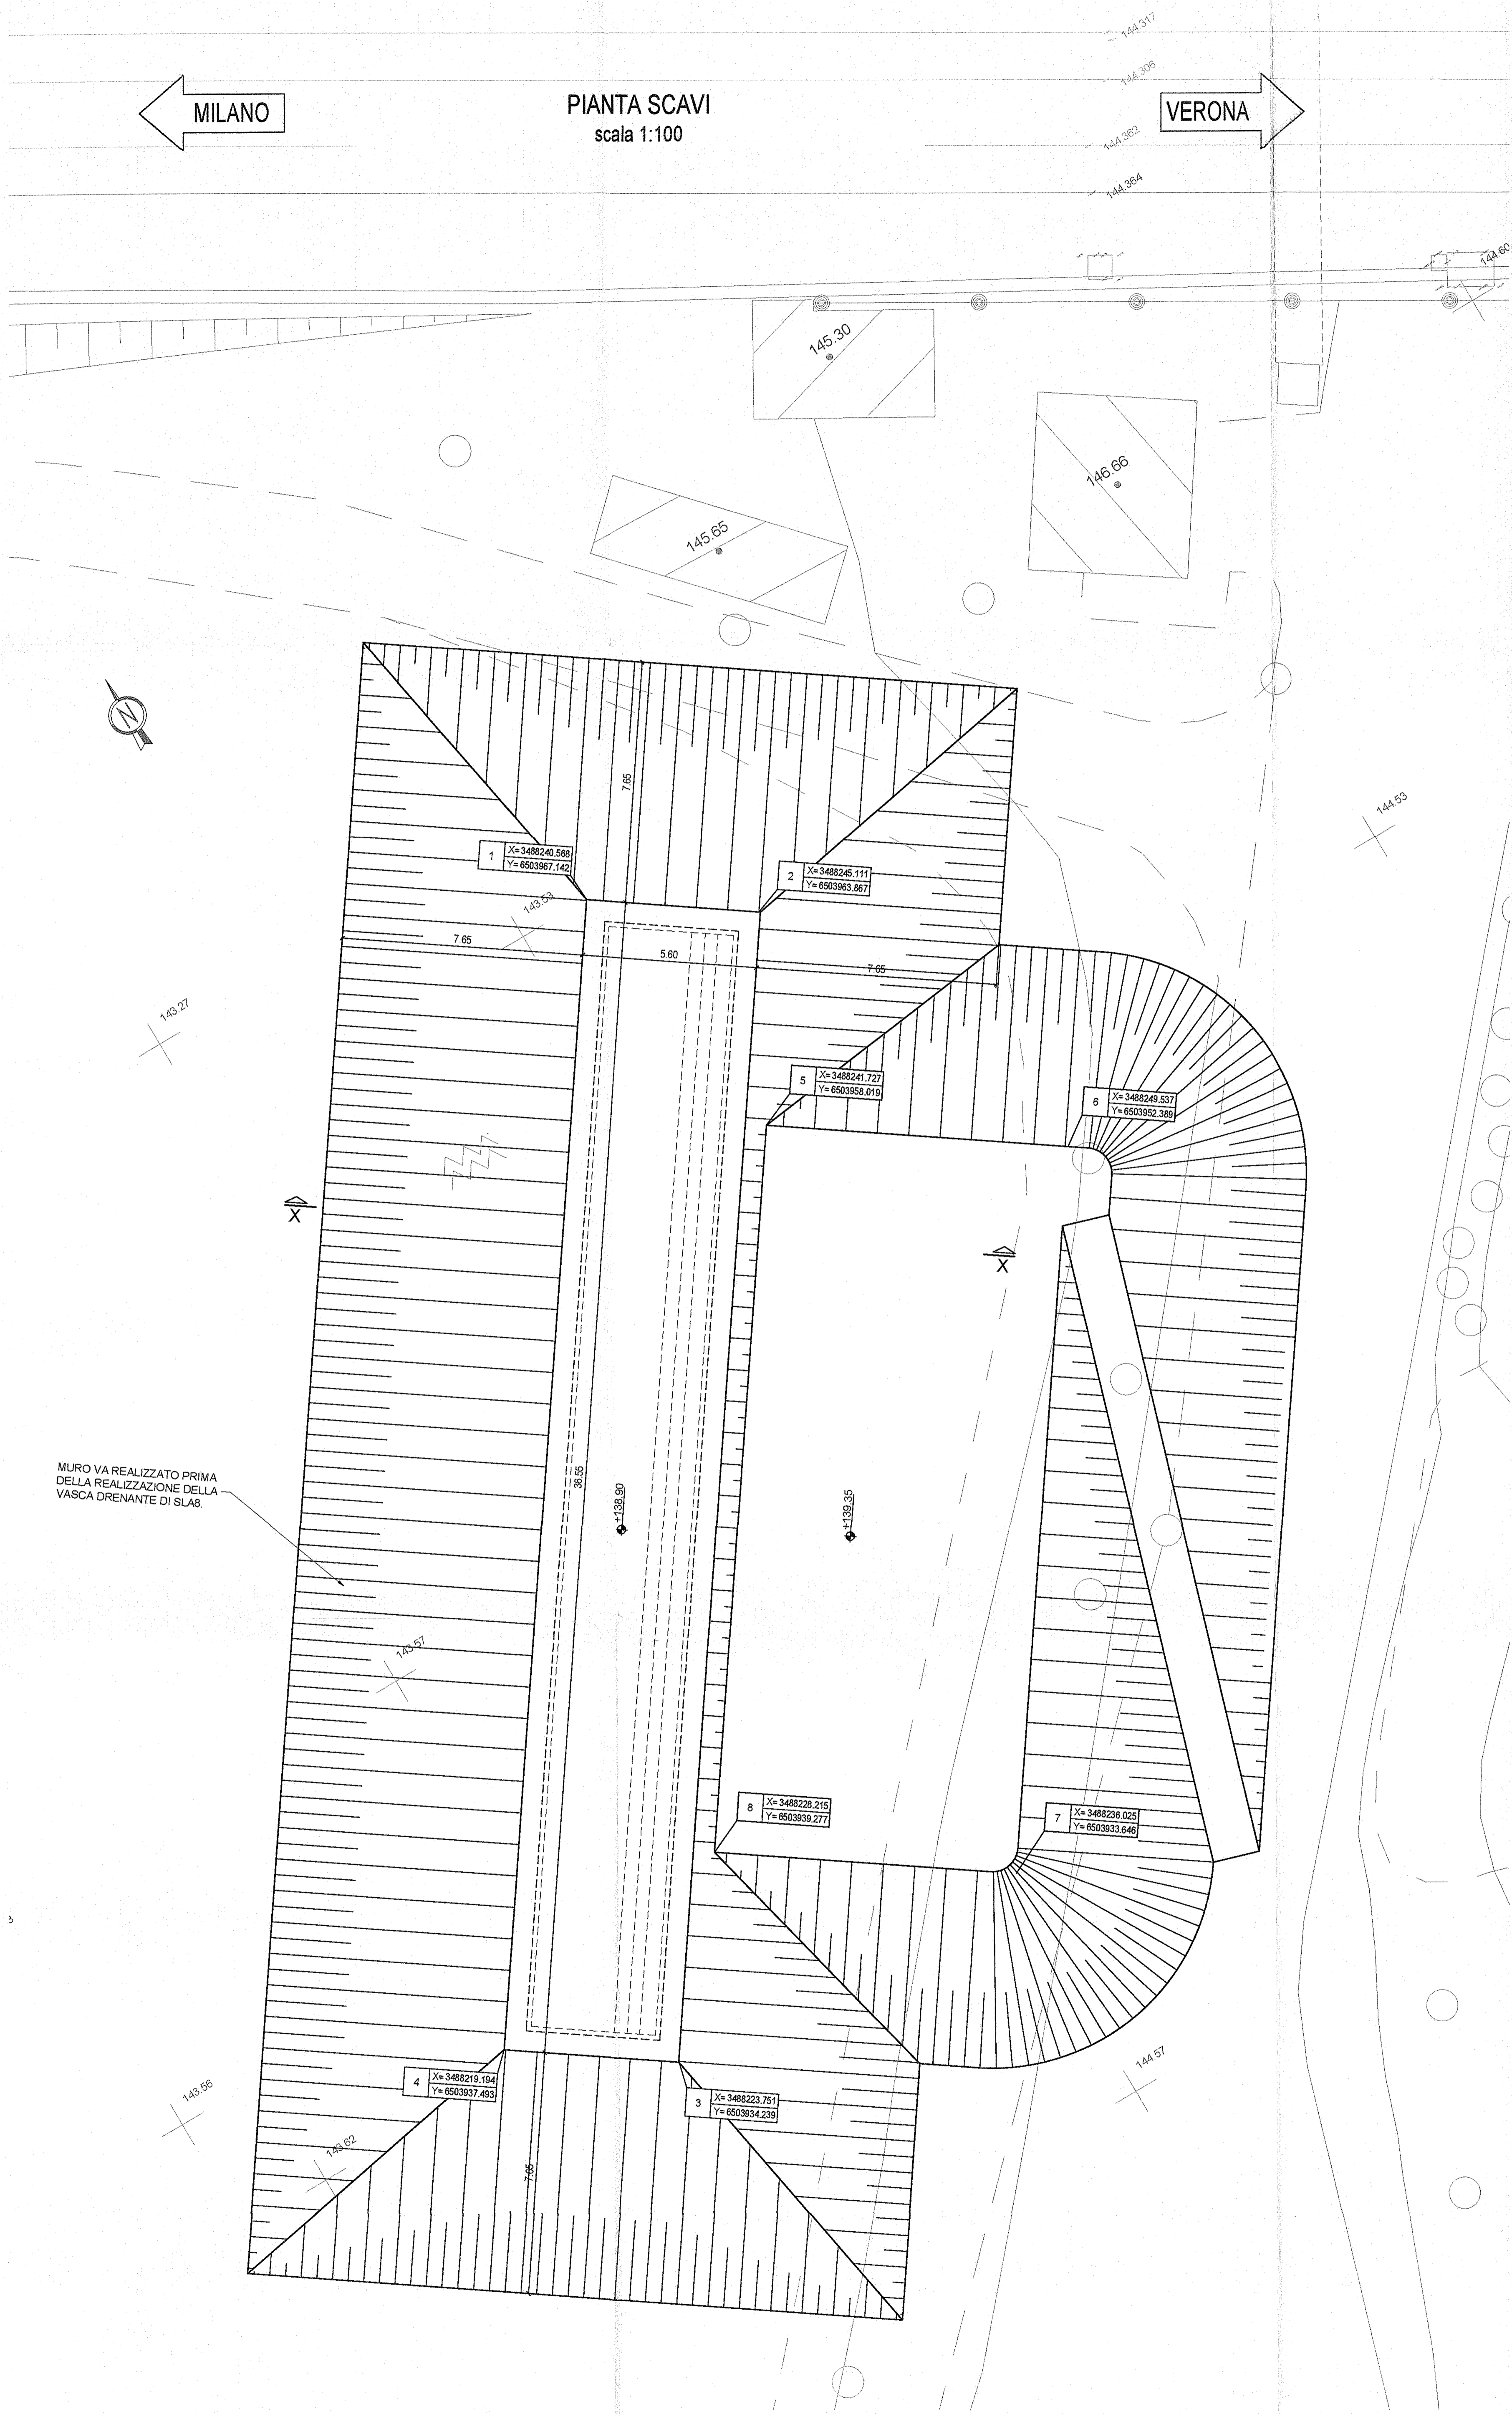 144.317
144.306
MILANO
PIANTA SCAVI
scala 1:100
VERONA
144.362
144.364
144.60
145.30
146.66
145.65
N
7.65
144.53
1
X= 3488240.568
Y= 6503967.142
2
X= 3488245.111
Y= 6503963.867
143.53
7.65
5.60
7.65
143.27
5
X= 3488241.727
Y= 6503958.019
6
X= 3488249.537
Y= 6503952.389
X
X
MURO VA REALIZZATO PRIMA
DELLA REALIZZAZIONE DELLA
VASCA DRENANTE DI SLA8.
36.55
+138.90
+139.35
143.57
8
X= 3488228.215
Y= 6503939.277
7
X= 3488236.025
Y= 6503933.646
3
4
X= 3488219.194
Y= 6503937.493
3
X= 3488223.751
Y= 6503934.239
144.57
143.56
143.62
7.65